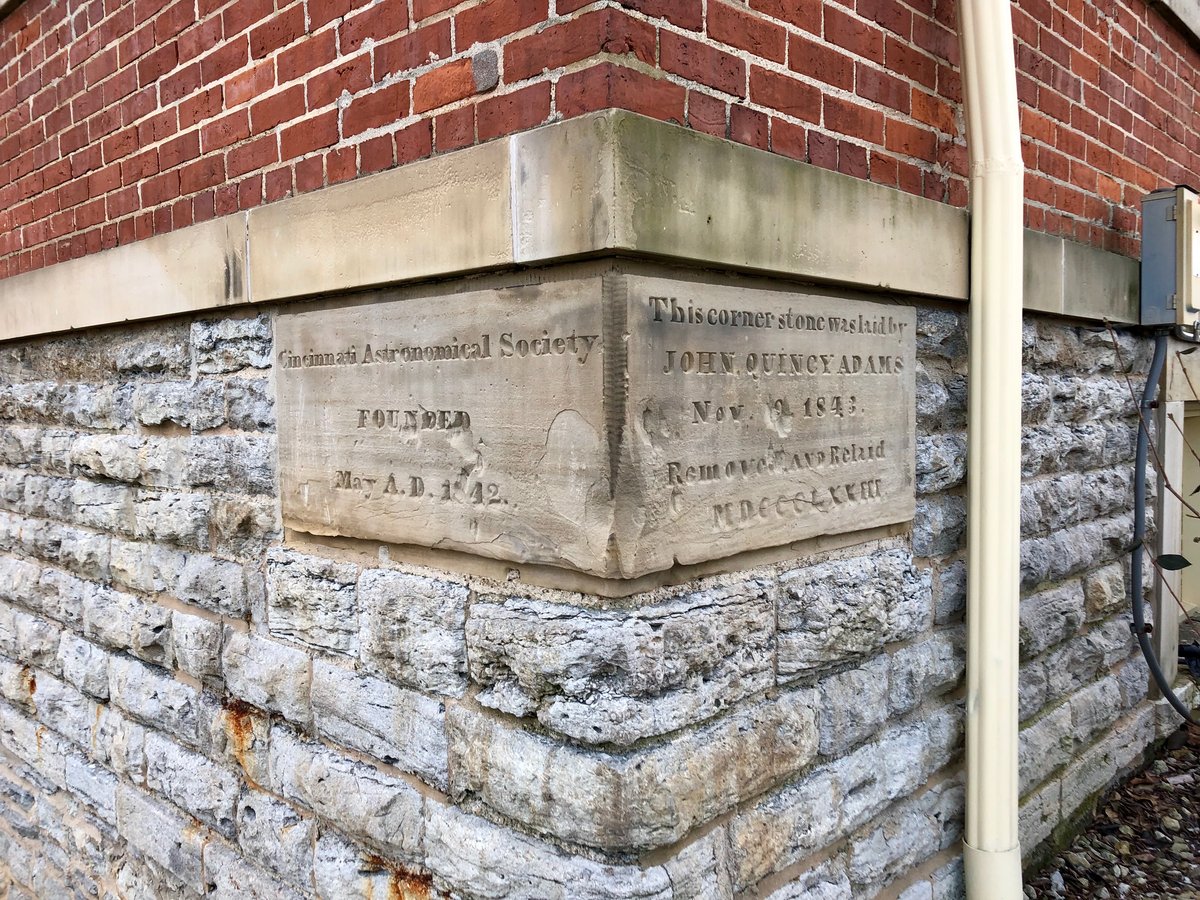 Cincinnati Astronomical Society
FOUNDED
May A.D. 1842.
This corner stone was laid by
JOHN QUINCY ADAMS
Nov. 9. 1843.
Removed, and Relaid
MDCCCLXXIII